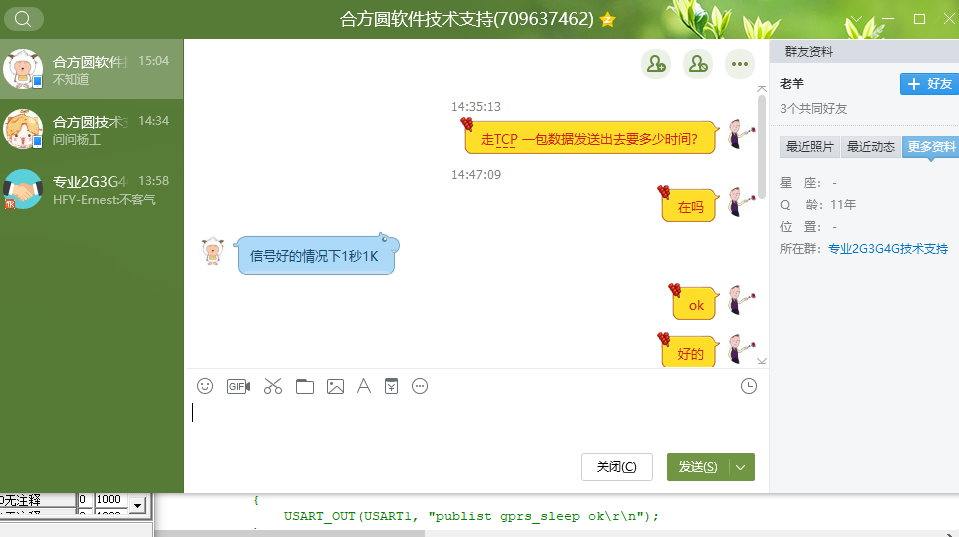 合方圆软件技术支持(709637462)
合方圆软件技 15:04
不知道
合方圆技术支 14:34
问问杨工
专业2G3G4 13:58
HFY-Ernest:不客气
14:35:13
走TCP 一包数据发送出去要多少时间?
14:47:09
在吗
信号好的情况下1秒1K
ok
好的
GIF
关闭(C)
发送(S)
群友资料
老羊
+ 好友
3个共同好友
最近照片 最近动态 更多资料
星 座: -
Q 龄: 11年
位 置: -
所在群: 专业2G3G4G技术支持
0无注释 0 1000
{
USART_OUT(USART1, "publist gprs_sleep ok\r\n");